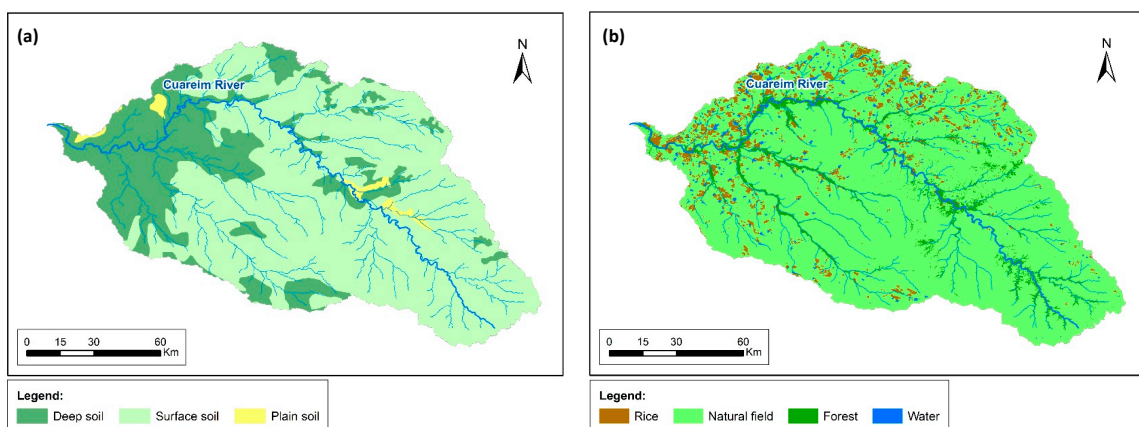 (a)
N
Cuareim River
0 15 30 60
Km
Legend:
Deep soil Surface soil Plain soil
(b)
N
Cuareim River
0 15 30 60
Km
Legend:
Rice Natural field Forest Water